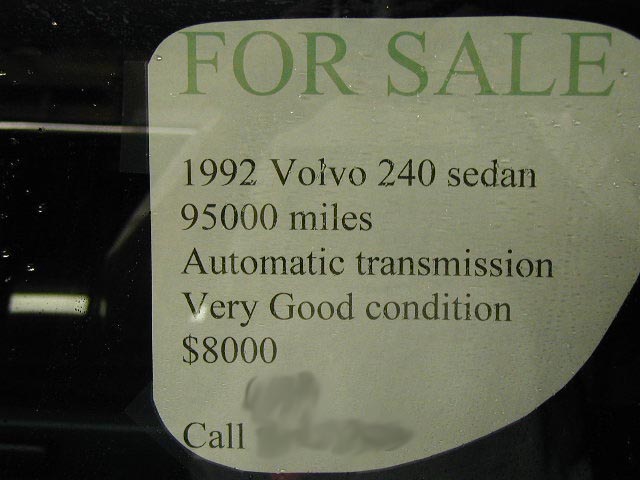 FOR SALE
1992 Volvo 240 sedan
95000 miles
Automatic transmission
Very Good condition
$8000
Call